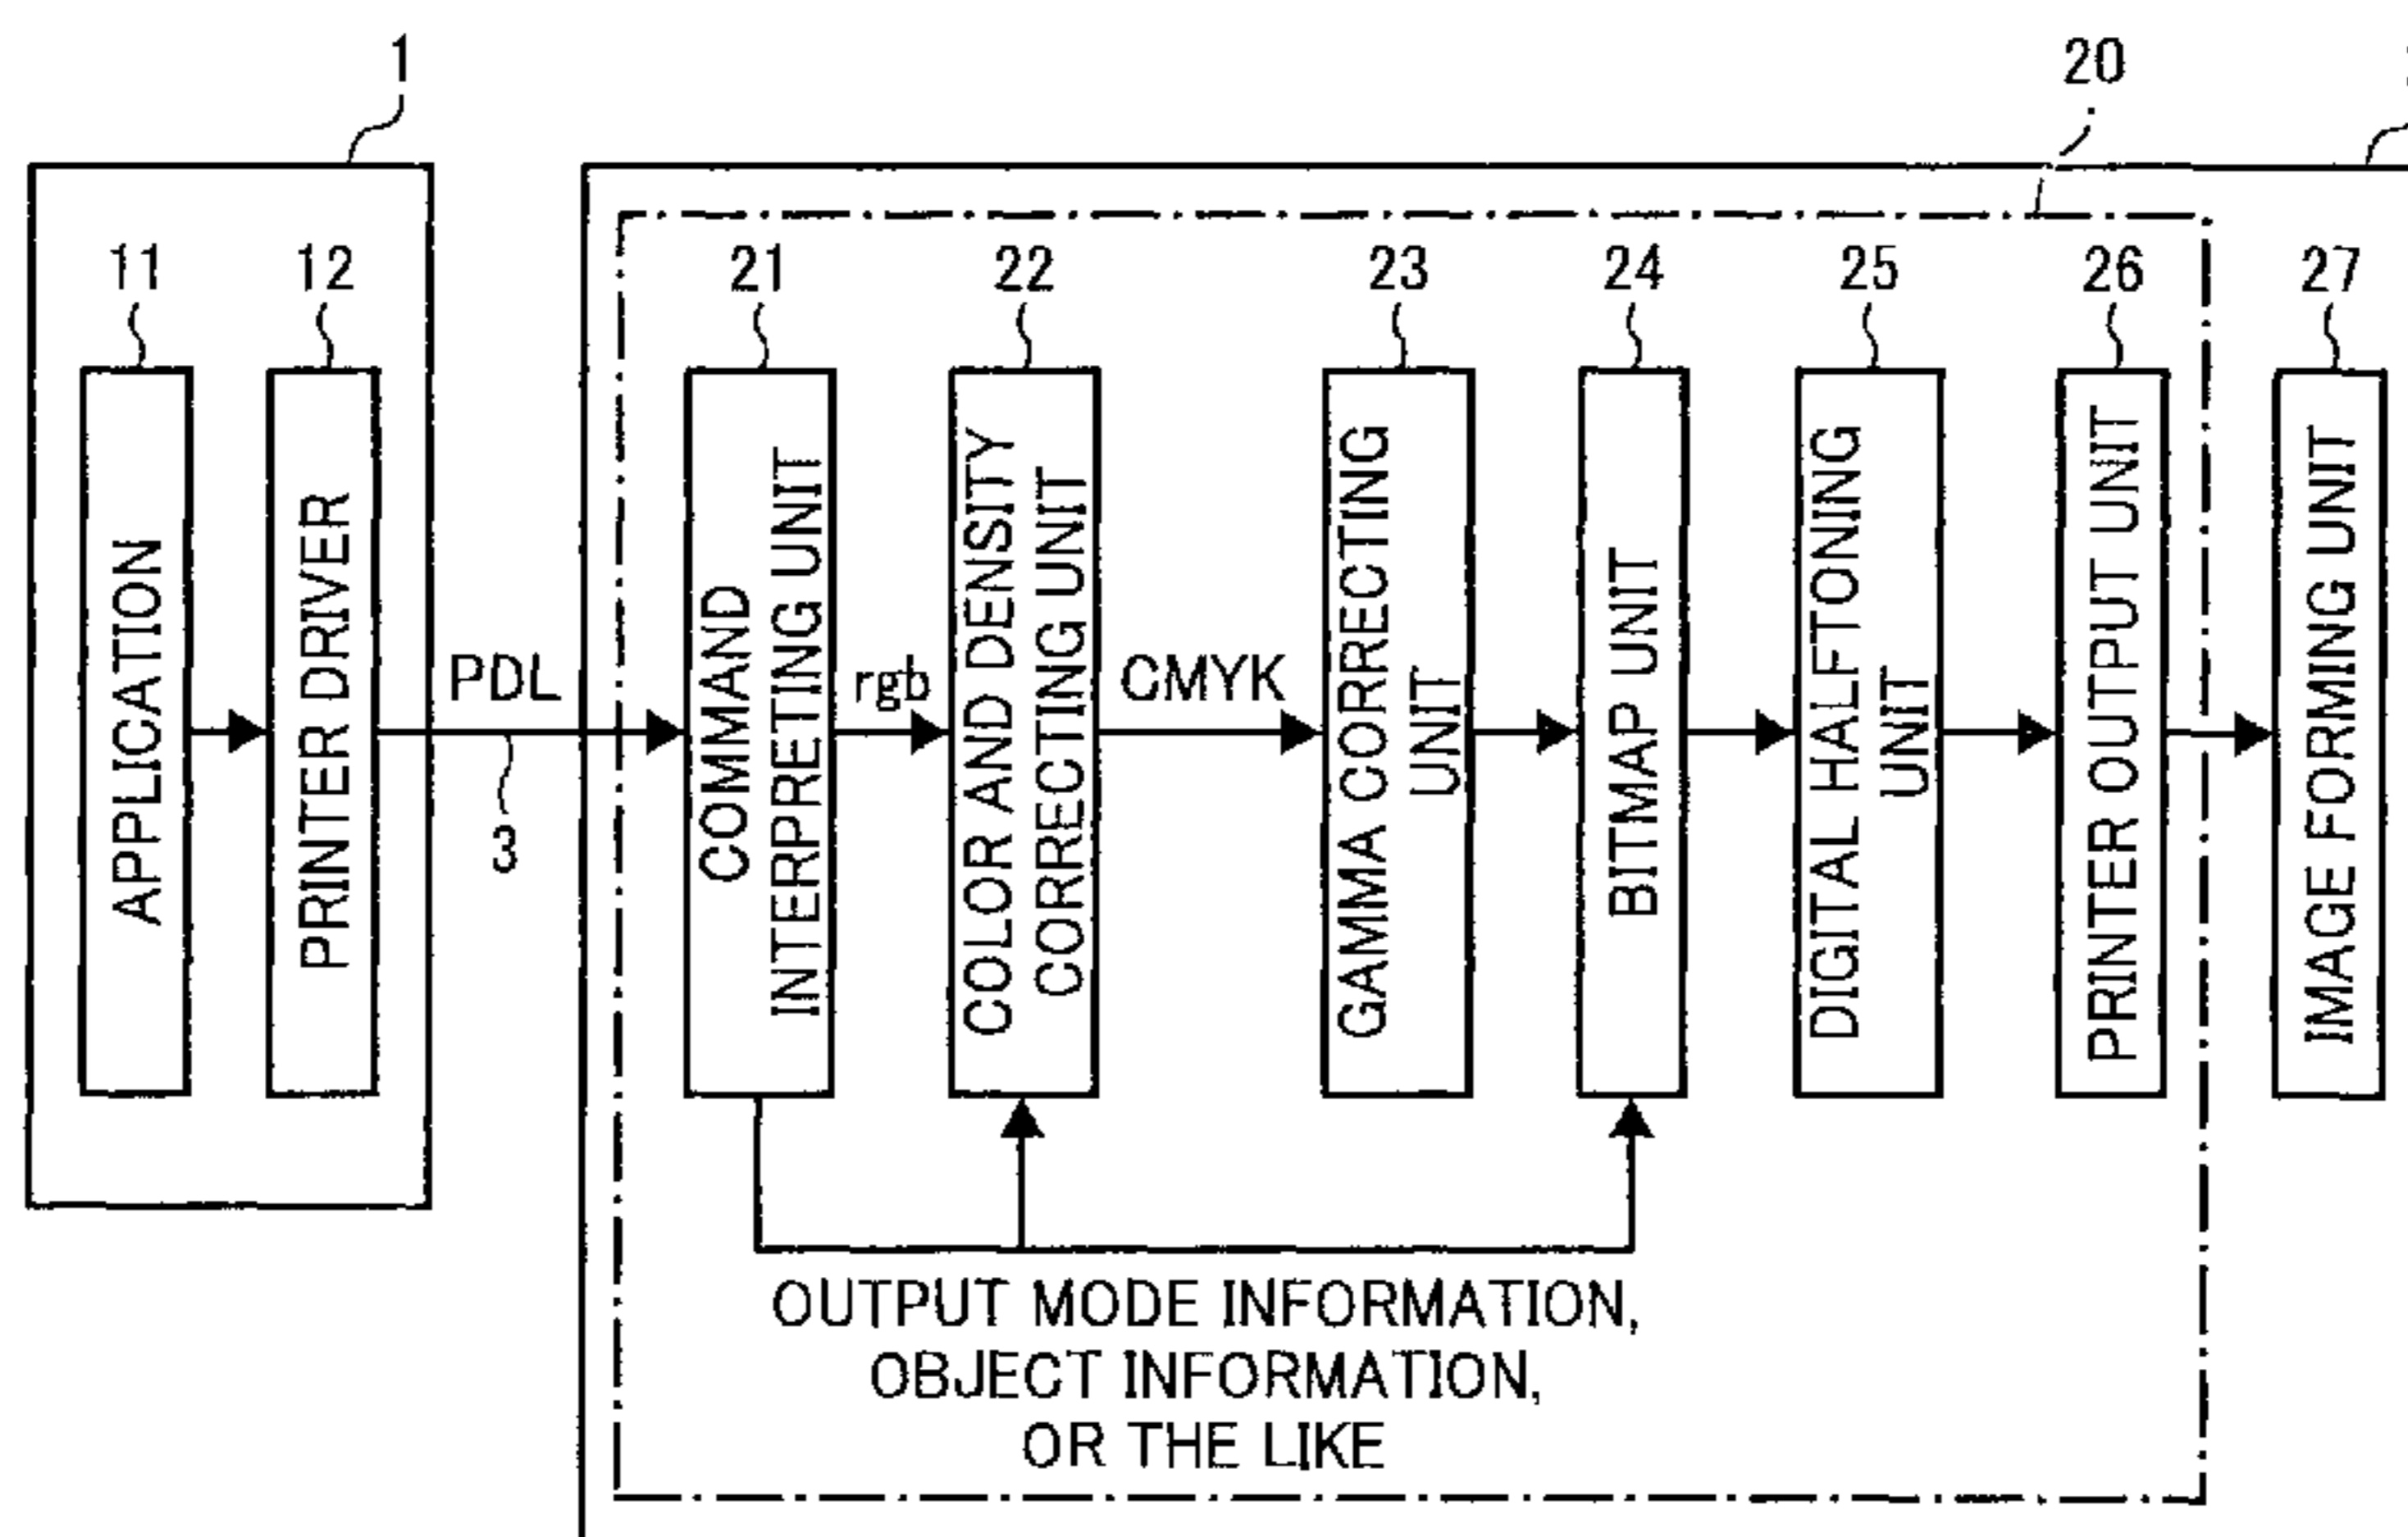 1
20
11
12
21
22
23
24
25
26
27
APPLICATION
PRINTER DRIVER
PDL
3
COMMAND
INTERPRETING UNIT
rgb
COLOR AND DENSITY
CORRECTING UNIT
CMYK
GAMMA CORRECTING
UNIT
BITMAP UNIT
DIGITAL HALFTONING
UNIT
PRINTER OUTPUT UNIT
IMAGE FORMING UNIT
OUTPUT MODE INFORMATION,
OBJECT INFORMATION,
OR THE LIKE